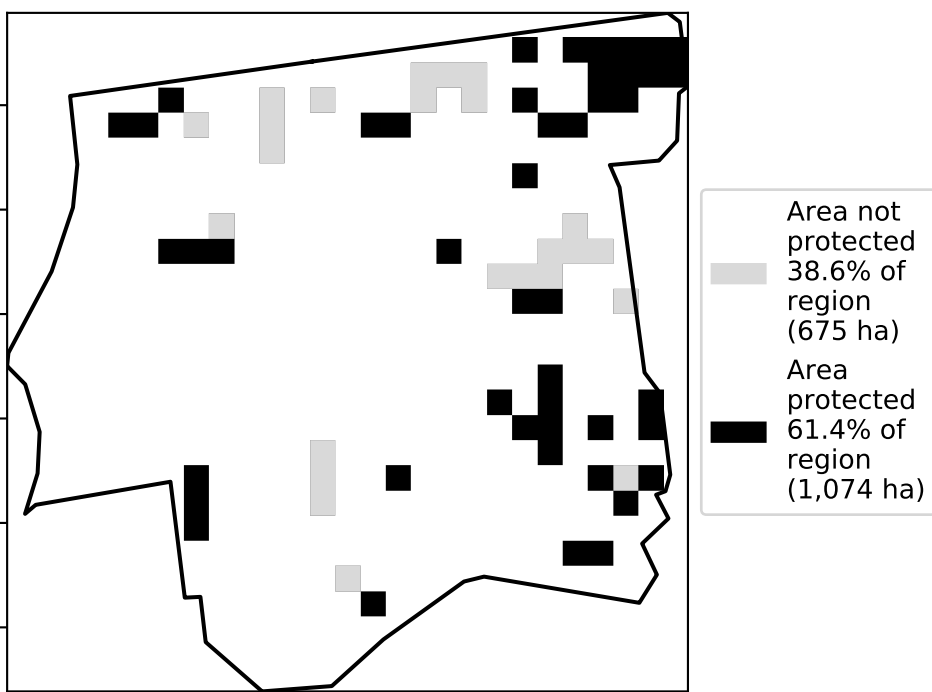 Area not
protected
38.6% of
region
(675 ha)
Area
protected
61.4% of
region
(1,074 ha)